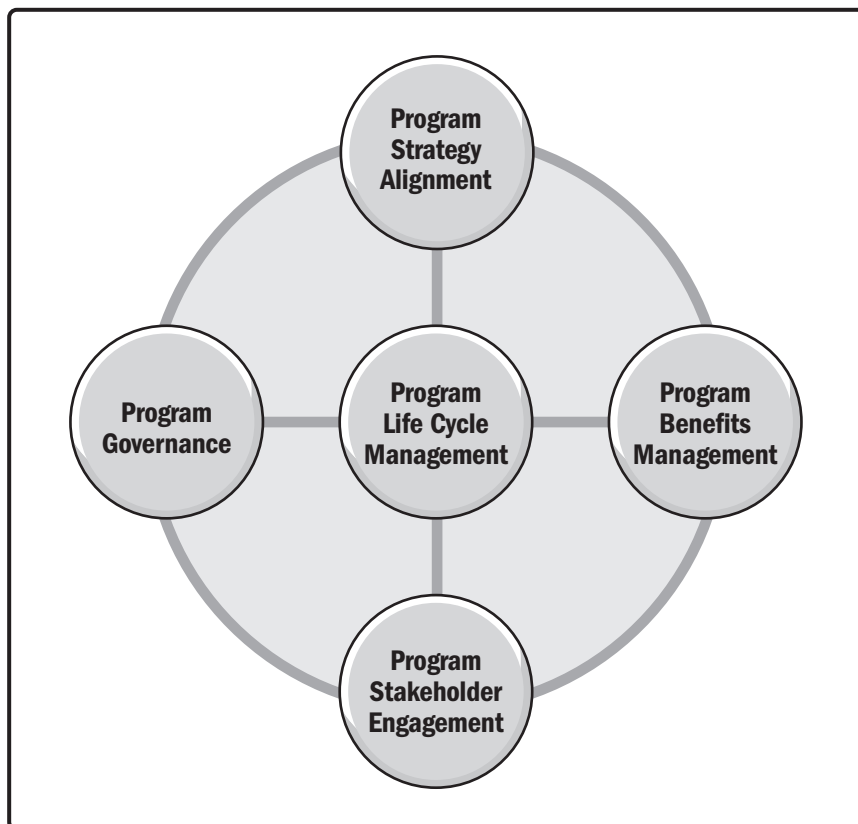 Program
Strategy
Alignment
Program
Governance
Program
Life Cycle
Management
Program
Benefits
Management
Program
Stakeholder
Engagement